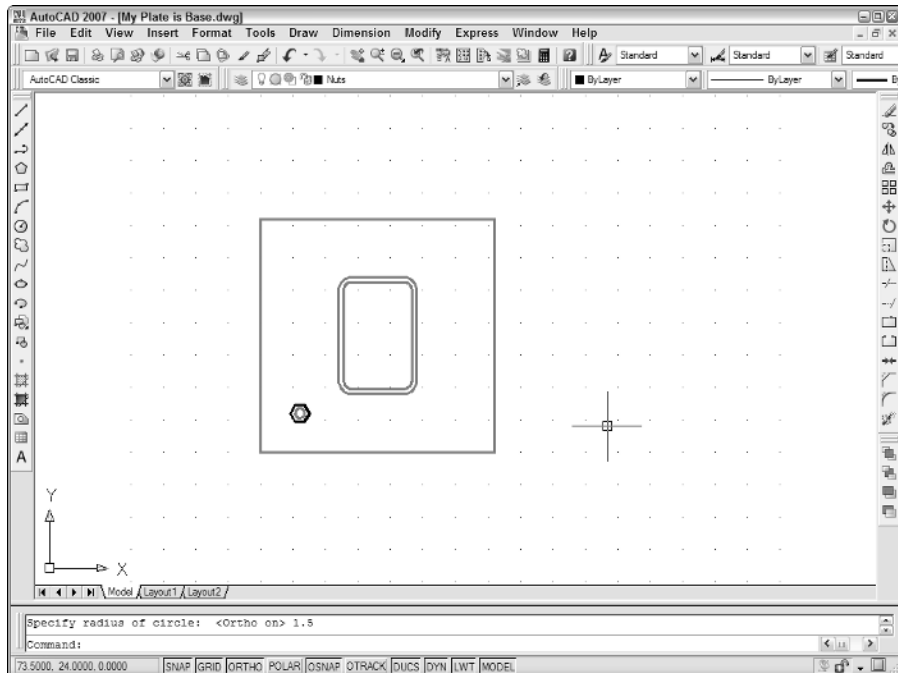 AutoCAD 2007 - [My Plate is Base.dwg]
File Edit View Insert Format Tools Draw Dimension Modify Express Window Help
Standard Standard Standard
AutoCAD Classic Nuts ByLayer ByLayer
A
Y
X
Model Layout1 Layout2
Specify radius of circle: <Ortho on> 1.5
Command:
73.5000, 24.0000, 0.0000 SNAP GRID ORTHO POLAR OSNAP OTRACK DUCS DYN LWT MODEL